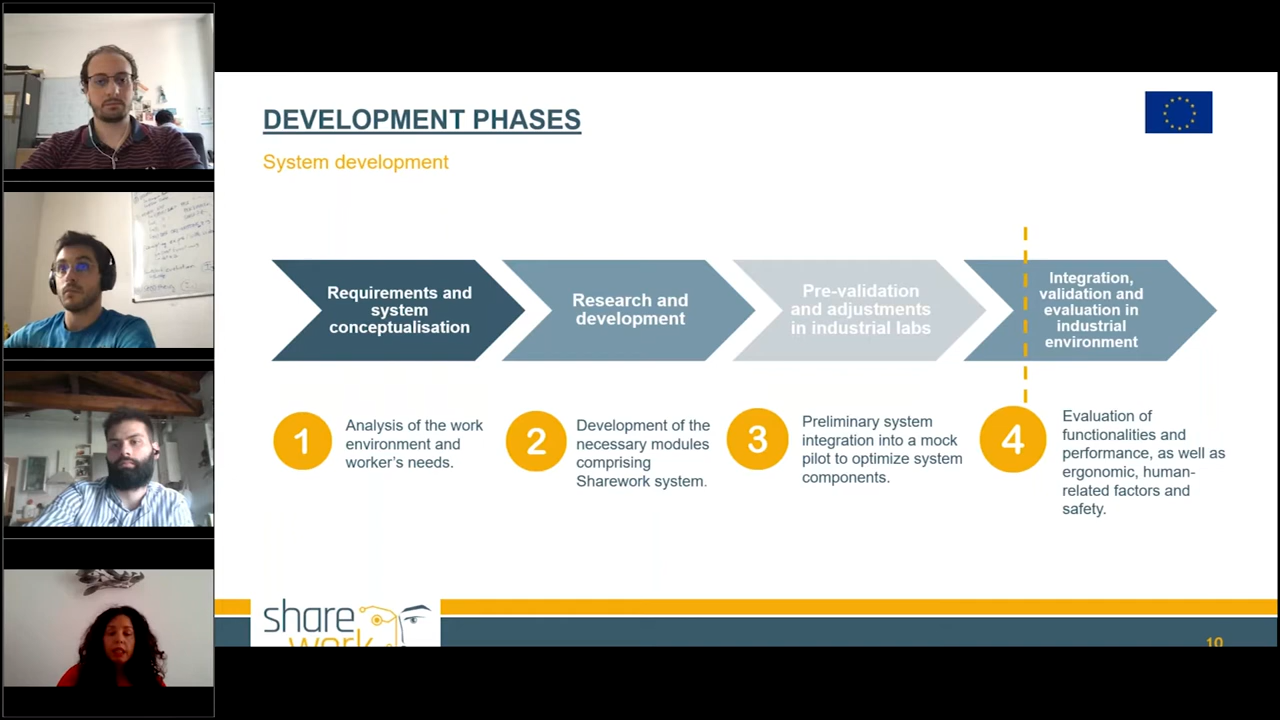 DEVELOPMENT PHASES
System development
Requirements and
system
conceptualisation
Research and
development
Pre-validation
and adjustments
in industrial labs
Integration,
validation and
evaluation in
industrial
environment
1
Analysis of the work
environment and
worker's needs.
2
Development of the
necessary modules
comprising
Sharework system.
3
Preliminary system
integration into a mock
pilot to optimize system
components.
4
Evaluation of
functionalities and
performance, as well as
ergonomic, human-
related factors and
safety.
share
work
10